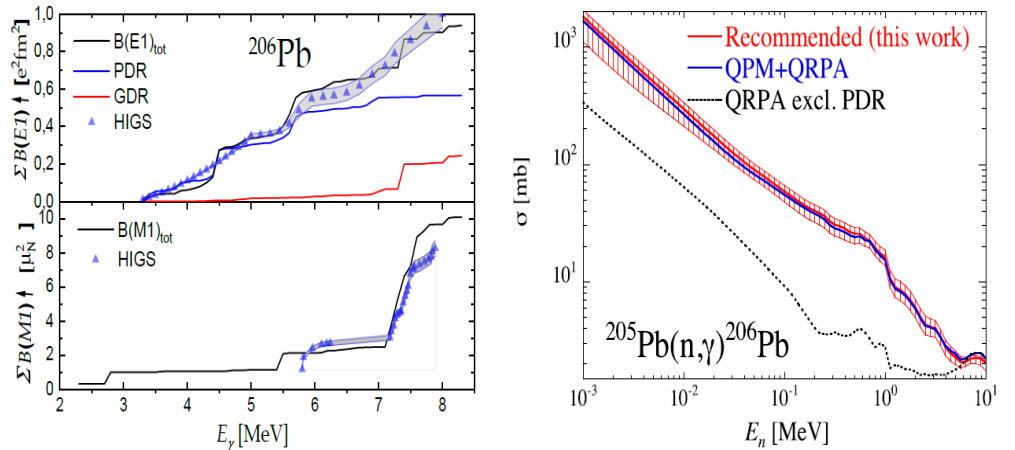 1,0
0,8
0,6
0,4
0,2
0,0
ΣB(E1)↑ [e²fm²]
B(E1)tot
PDR
GDR
HIGS
²⁰⁶Pb
10
8
6
4
2
0
ΣB(M1)↑ [μ²N]
B(M1)tot
HIGS
2 3 4 5 6 7 8
Eγ [MeV]
10³
10²
10¹
σ [mb]
Recommended (this work)
QPM+QRPA
QRPA excl. PDR
²⁰⁵Pb(n,γ)²⁰⁶Pb
10⁻³ 10⁻² 10⁻¹ 10⁰ 10¹
En [MeV]